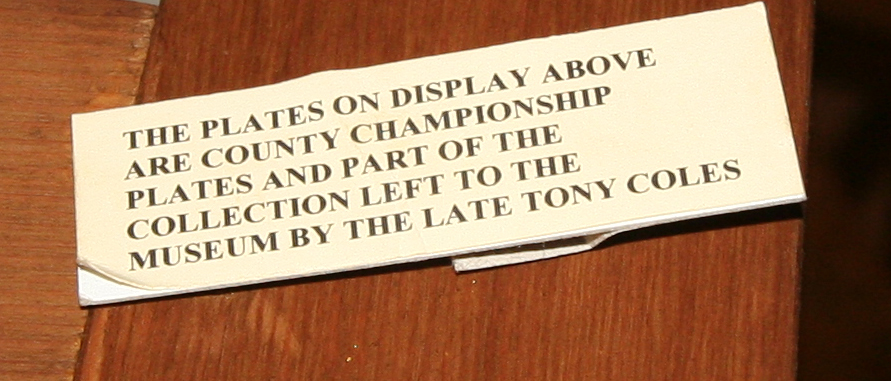 THE PLATES ON DISPLAY ABOVE
ARE COUNTY CHAMPIONSHIP
PLATES AND PART OF THE
COLLECTION LEFT TO THE
MUSEUM BY THE LATE TONY COLES